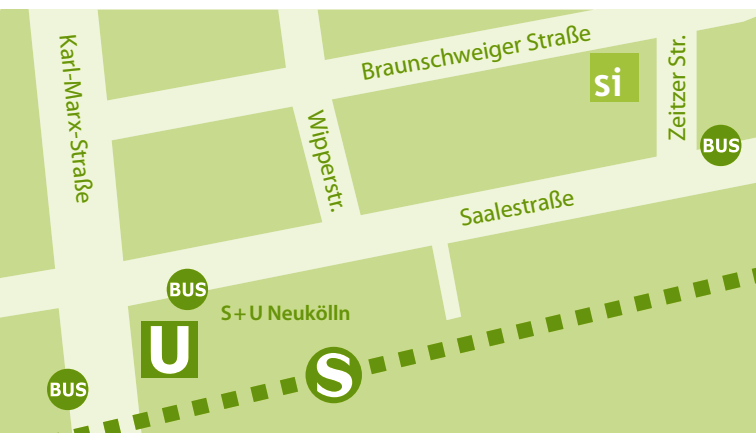 Karl-Marx-Straße
Braunschweiger Straße
si
Zeitzer Str.
Wipperstr.
BUS
Saalestraße
BUS
S+U Neukölln
U
S
BUS